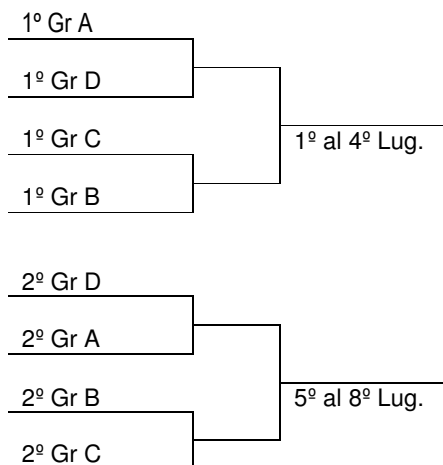 1º Gr A
1º Gr D
1º Gr C
1º al 4º Lug.
1º Gr B
2º Gr D
2º Gr A
2º Gr B
5º al 8º Lug.
2º Gr C